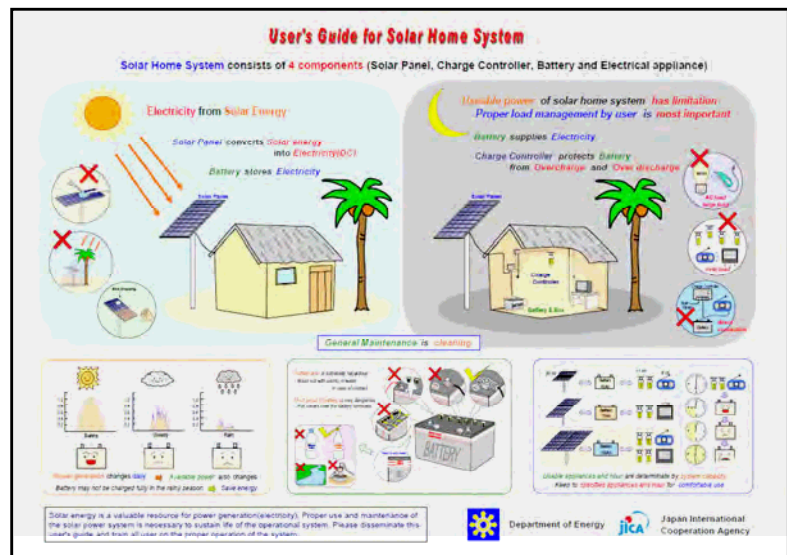 User's Guide for Solar Home System
Solar Home System consists of 4 components (Solar Panel, Charge Controller, Battery and Electrical appliance)
Electricity from Solar Energy
Solar Panel converts Solar energy
into Electricity(DC)
Battery stores Electricity
Solar Panel
Usable power of solar home system has limitation
Proper load management by user is most important
Battery supplies Electricity
Charge Controller protects Battery
from Overcharge and Over discharge
Solar Panel
Charge
Controller
Battery & Box
General Maintenance is cleaning
Sunny
Cloudy
Rain
Power generation changes daily
Available power also changes
Battery may not be charged fully in the rainy season
Save energy
BATTERY
Usable appliances and hour are determinate by system capacity
Keep to specified appliances and hour for comfortable use
Solar energy is a valuable resource for power generation(electricity). Proper use and maintenance of
the solar power system is necessary to sustain life of the operational system. Please disseminate this
user's guide and train all user on the proper operation of the system.
Department of Energy
jICA
Japan International
Cooperation Agency